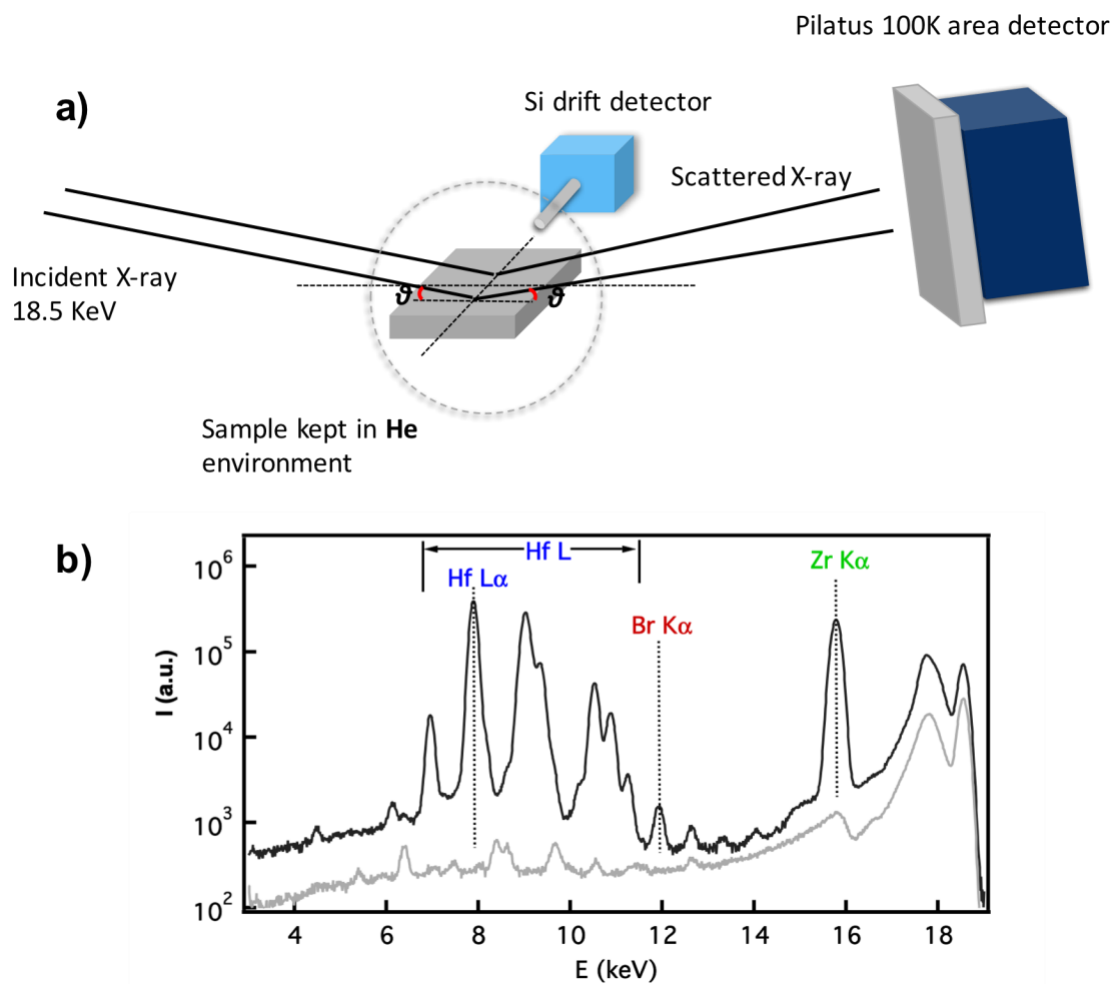 Pilatus 100K area detector
a)
Si drift detector
Scattered X-ray
Incident X-ray
18.5 KeV
ϑ
ϑ
Sample kept in He
environment
b)
Hf L
Hf Lα
Zr Kα
Br Kα
10⁶
10⁵
10⁴
10³
10²
I (a.u.)
4 6 8 10 12 14 16 18
E (keV)